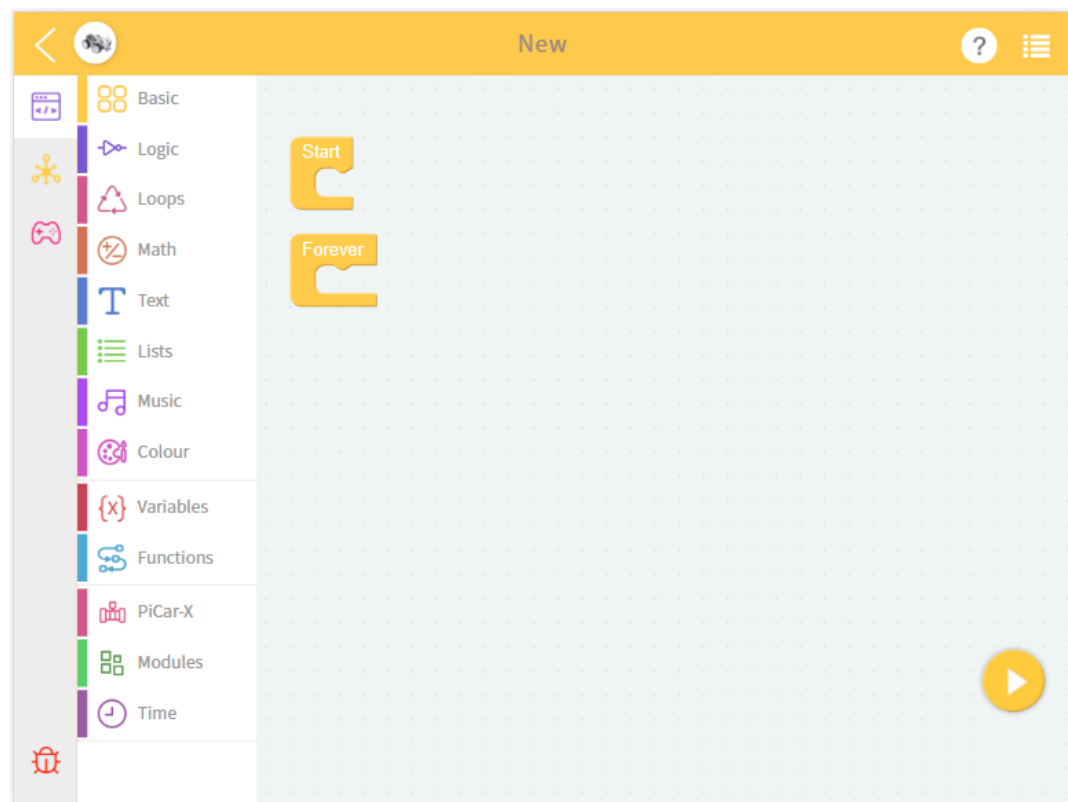 New
?
Basic
Logic
Loops
Math
Text
Lists
Music
Colour
Variables
Functions
PiCar-X
Modules
Time
Start
Forever